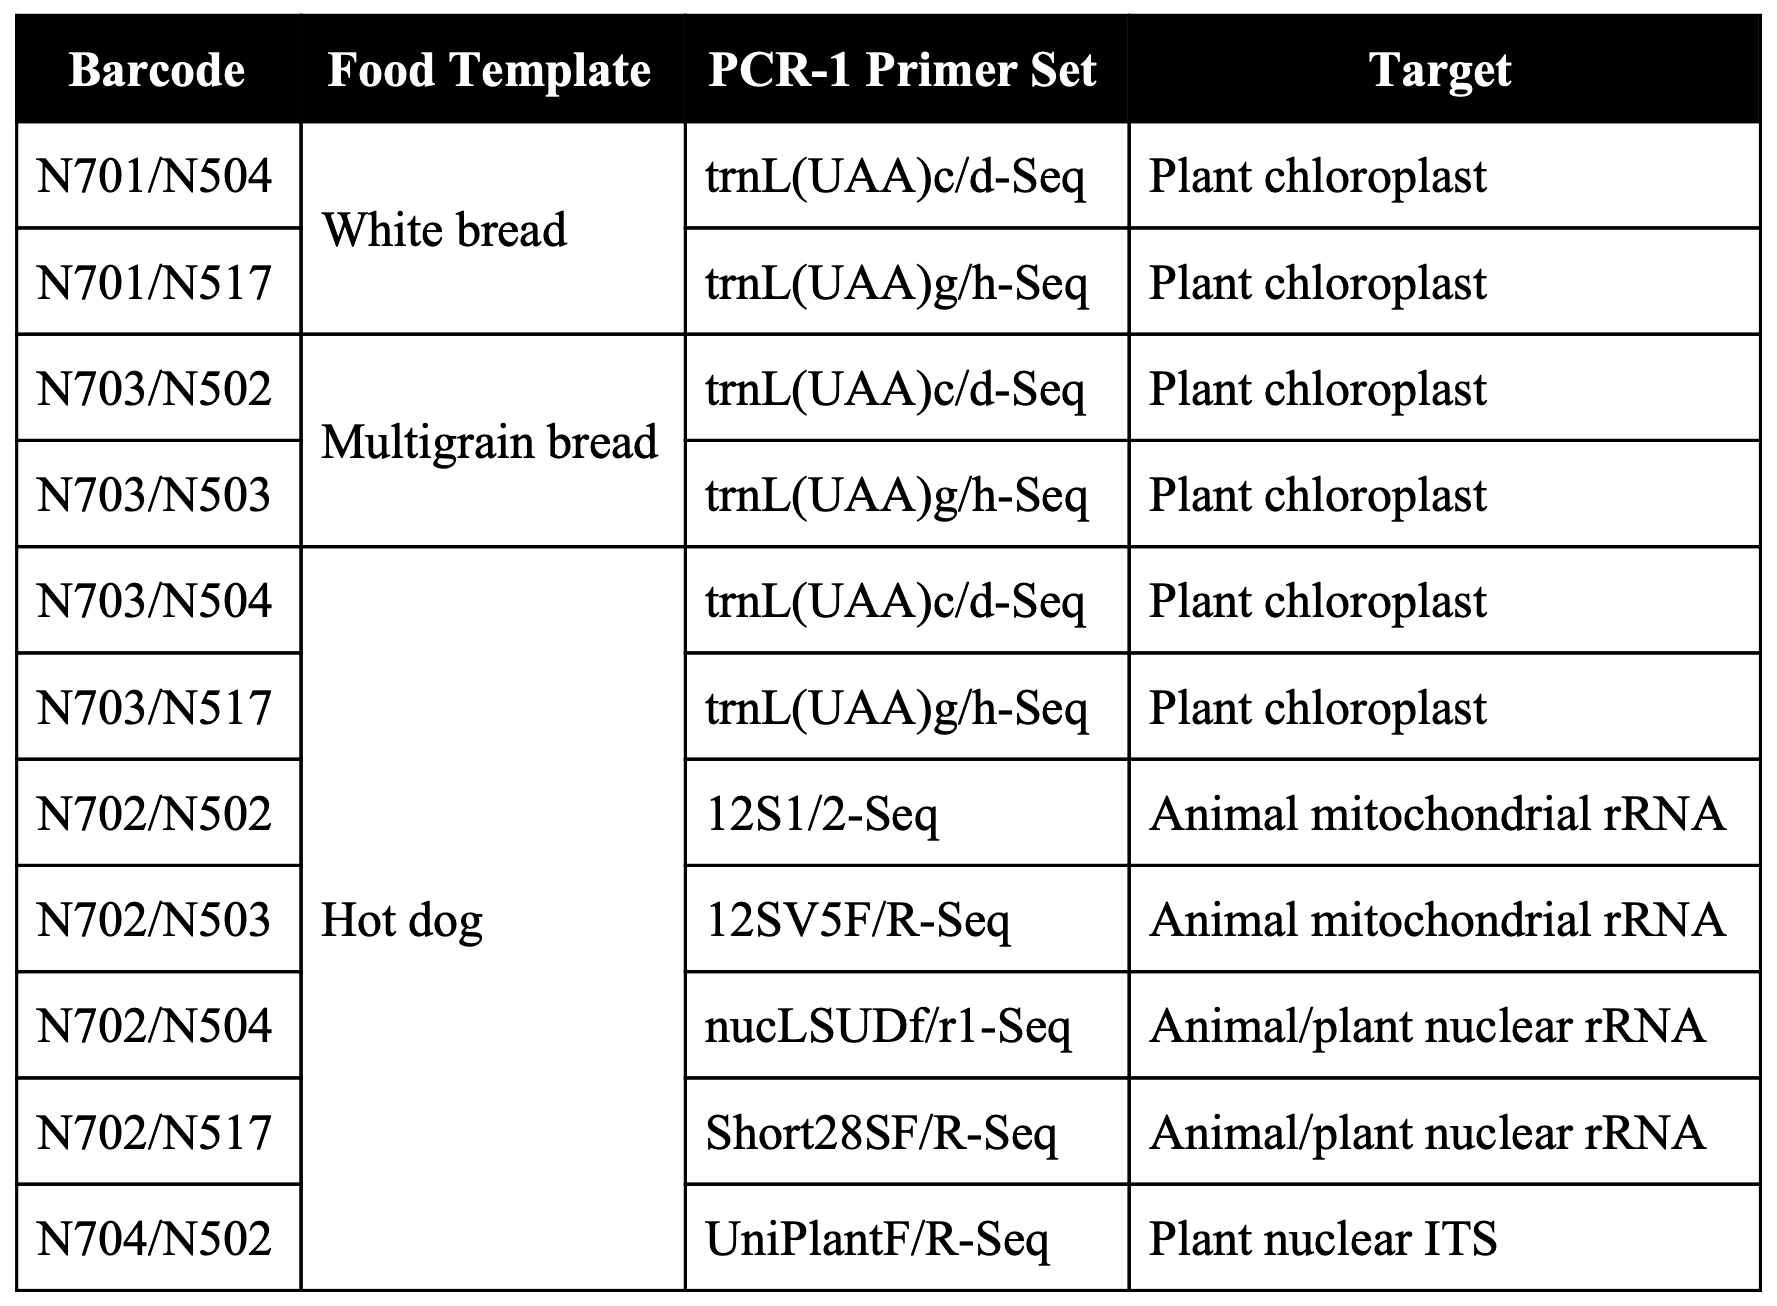 Barcode Food Template PCR-1 Primer Set Target
N701/N504 White bread trnL(UAA)c/d-Seq Plant chloroplast
N701/N517 trnL(UAA)g/h-Seq Plant chloroplast
N703/N502 Multigrain bread trnL(UAA)c/d-Seq Plant chloroplast
N703/N503 trnL(UAA)g/h-Seq Plant chloroplast
N703/N504 Hot dog trnL(UAA)c/d-Seq Plant chloroplast
N703/N517 trnL(UAA)g/h-Seq Plant chloroplast
N702/N502 12S1/2-Seq Animal mitochondrial rRNA
N702/N503 12SV5F/R-Seq Animal mitochondrial rRNA
N702/N504 nucLSUDf/r1-Seq Animal/plant nuclear rRNA
N702/N517 Short28SF/R-Seq Animal/plant nuclear rRNA
N704/N502 UniPlantF/R-Seq Plant nuclear ITS